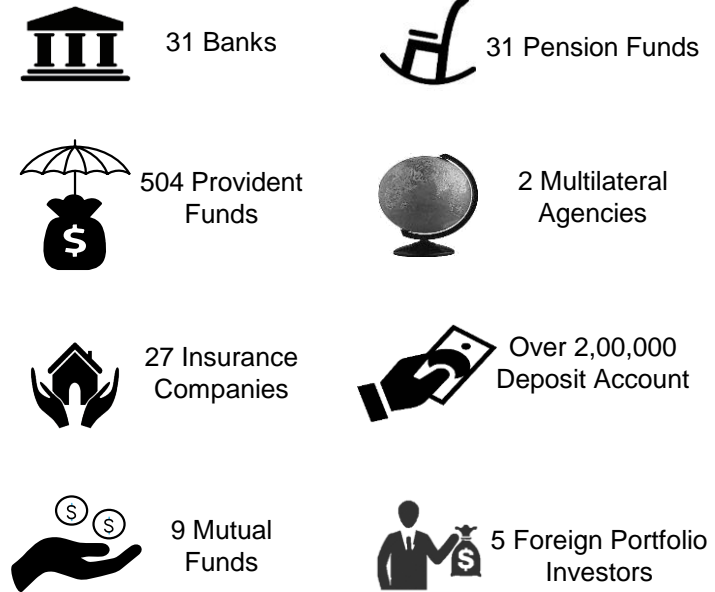 31 Banks
31 Pension Funds
504 Provident
Funds
$
2 Multilateral
Agencies
27 Insurance
Companies
Over 2,00,000
Deposit Account
$
$
9 Mutual
Funds
$
5 Foreign Portfolio
Investors